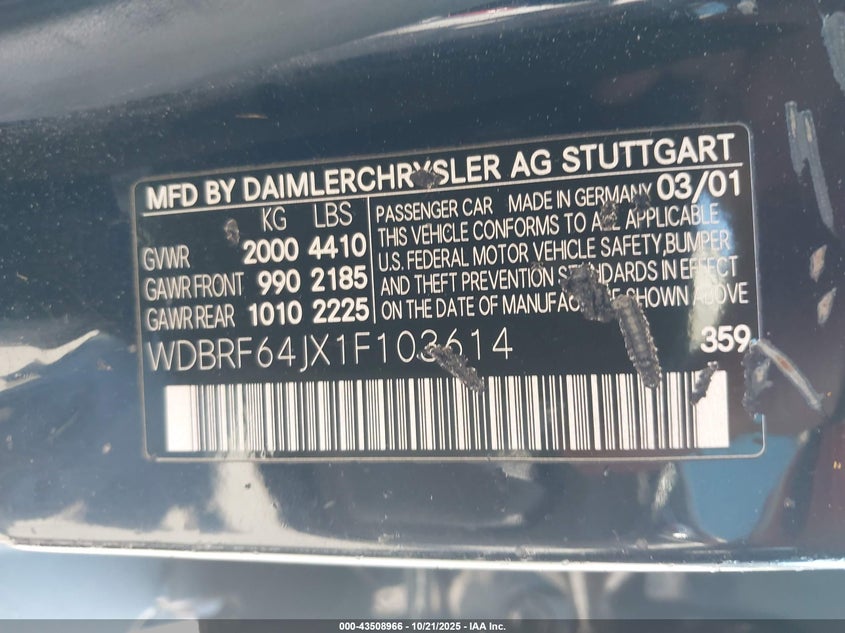 MFD BY DAIMLERCHRYSLER AG STUTTGART
KG LBS
GVWR 2000 4410
GAWR FRONT 990 2185
GAWR REAR 1010 2225
PASSENGER CAR MADE IN GERMANY 03/01
THIS VEHICLE CONFORMS TO ALL APPLICABLE
U.S. FEDERAL MOTOR VEHICLE SAFETY, BUMPER
AND THEFT PREVENTION STANDARDS IN EFFECT
ON THE DATE OF MANUFACTURE SHOWN ABOVE
WDBRF64JX1F103614 359
000-43508966 - 10/21/2025 - IAA Inc.